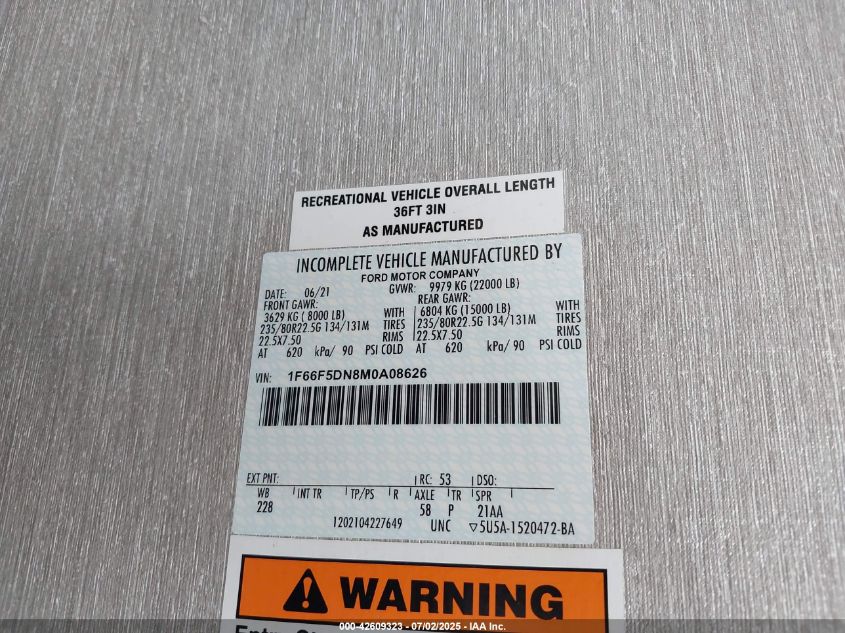 RECREATIONAL VEHICLE OVERALL LENGTH
36FT 3IN
AS MANUFACTURED
INCOMPLETE VEHICLE MANUFACTURED BY
FORD MOTOR COMPANY
DATE: 06/21 GVWR: 9979 KG (22000 LB)
FRONT GAWR: REAR GAWR:
3629 KG ( 8000 LB) WITH 6804 KG (15000 LB) WITH
235/80R22.5G 134/131M TIRES 235/80R22.5G 134/131M TIRES
22.5X7.50 RIMS 22.5X7.50 RIMS
AT 620 kPa/ 90 PSI COLD AT 620 kPa/ 90 PSI COLD
VIN: 1F66F5DN8M0A08626
EXT PNT: RC: 53 DSO:
WB INT TR TP/PS R AXLE TR SPR
228 58 P 21AA
1202104227649 UNC ▽5U5A-1520472-BA
WARNING
000-42609323 - 07/02/2025 - IAA Inc.